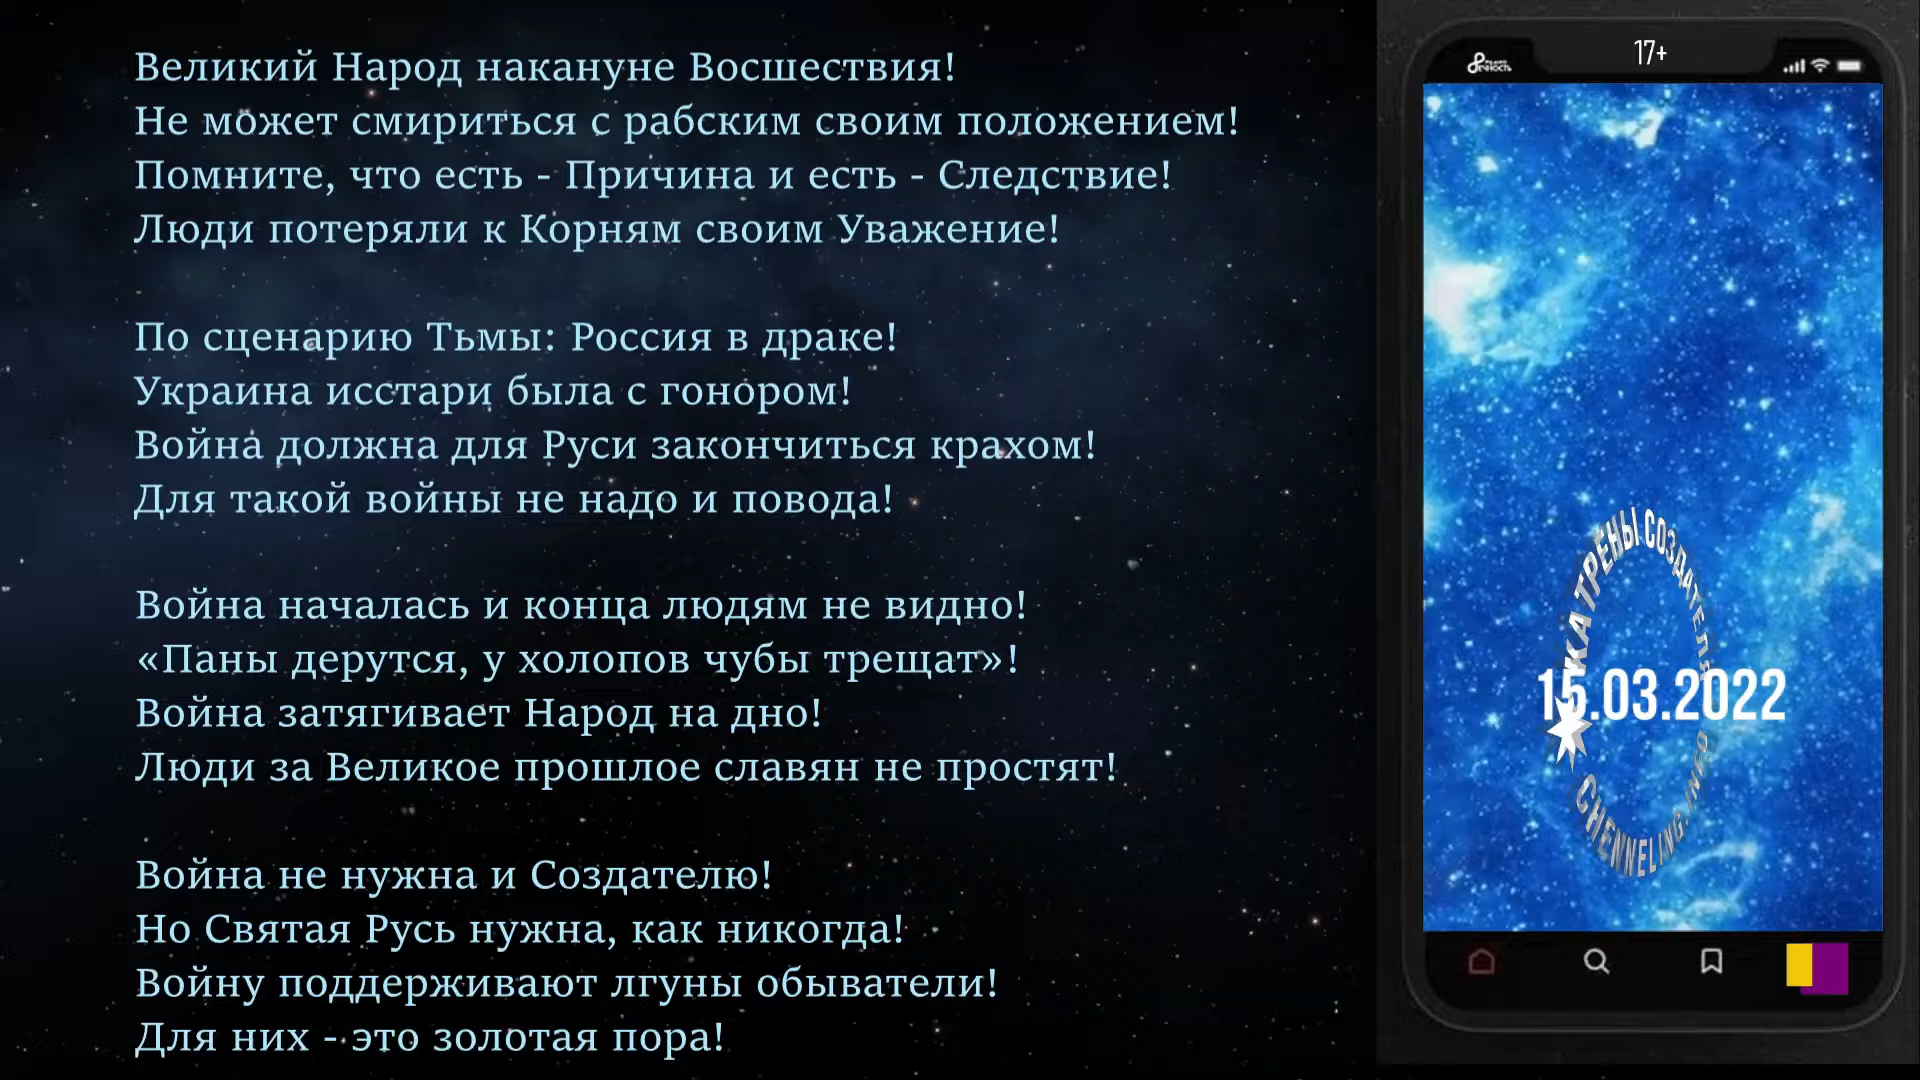 Великий Народ накануне Восшествия!
Не может смириться с рабским своим положением!
Помните, что есть - Причина и есть - Следствие!
Люди потеряли к Корням своим Уважение!
По сценарию Тьмы: Россия в драке!
Украина исстари была с гонором!
Война должна для Руси закончиться крахом!
Для такой войны не надо и повода!
Война началась и конца людям не видно!
«Паны дерутся, у холопов чубы трещат»!
Война затягивает Народ на дно!
Люди за Великое прошлое славян не простят!
Война не нужна и Создателю!
Но Святая Русь нужна, как никогда!
Войну поддерживают лгуны обыватели!
Для них - это золотая пора!
17+
КАТРЕНЫ СОЗДАТЕЛЯ
15.03.2022
CHENNELING.INFO